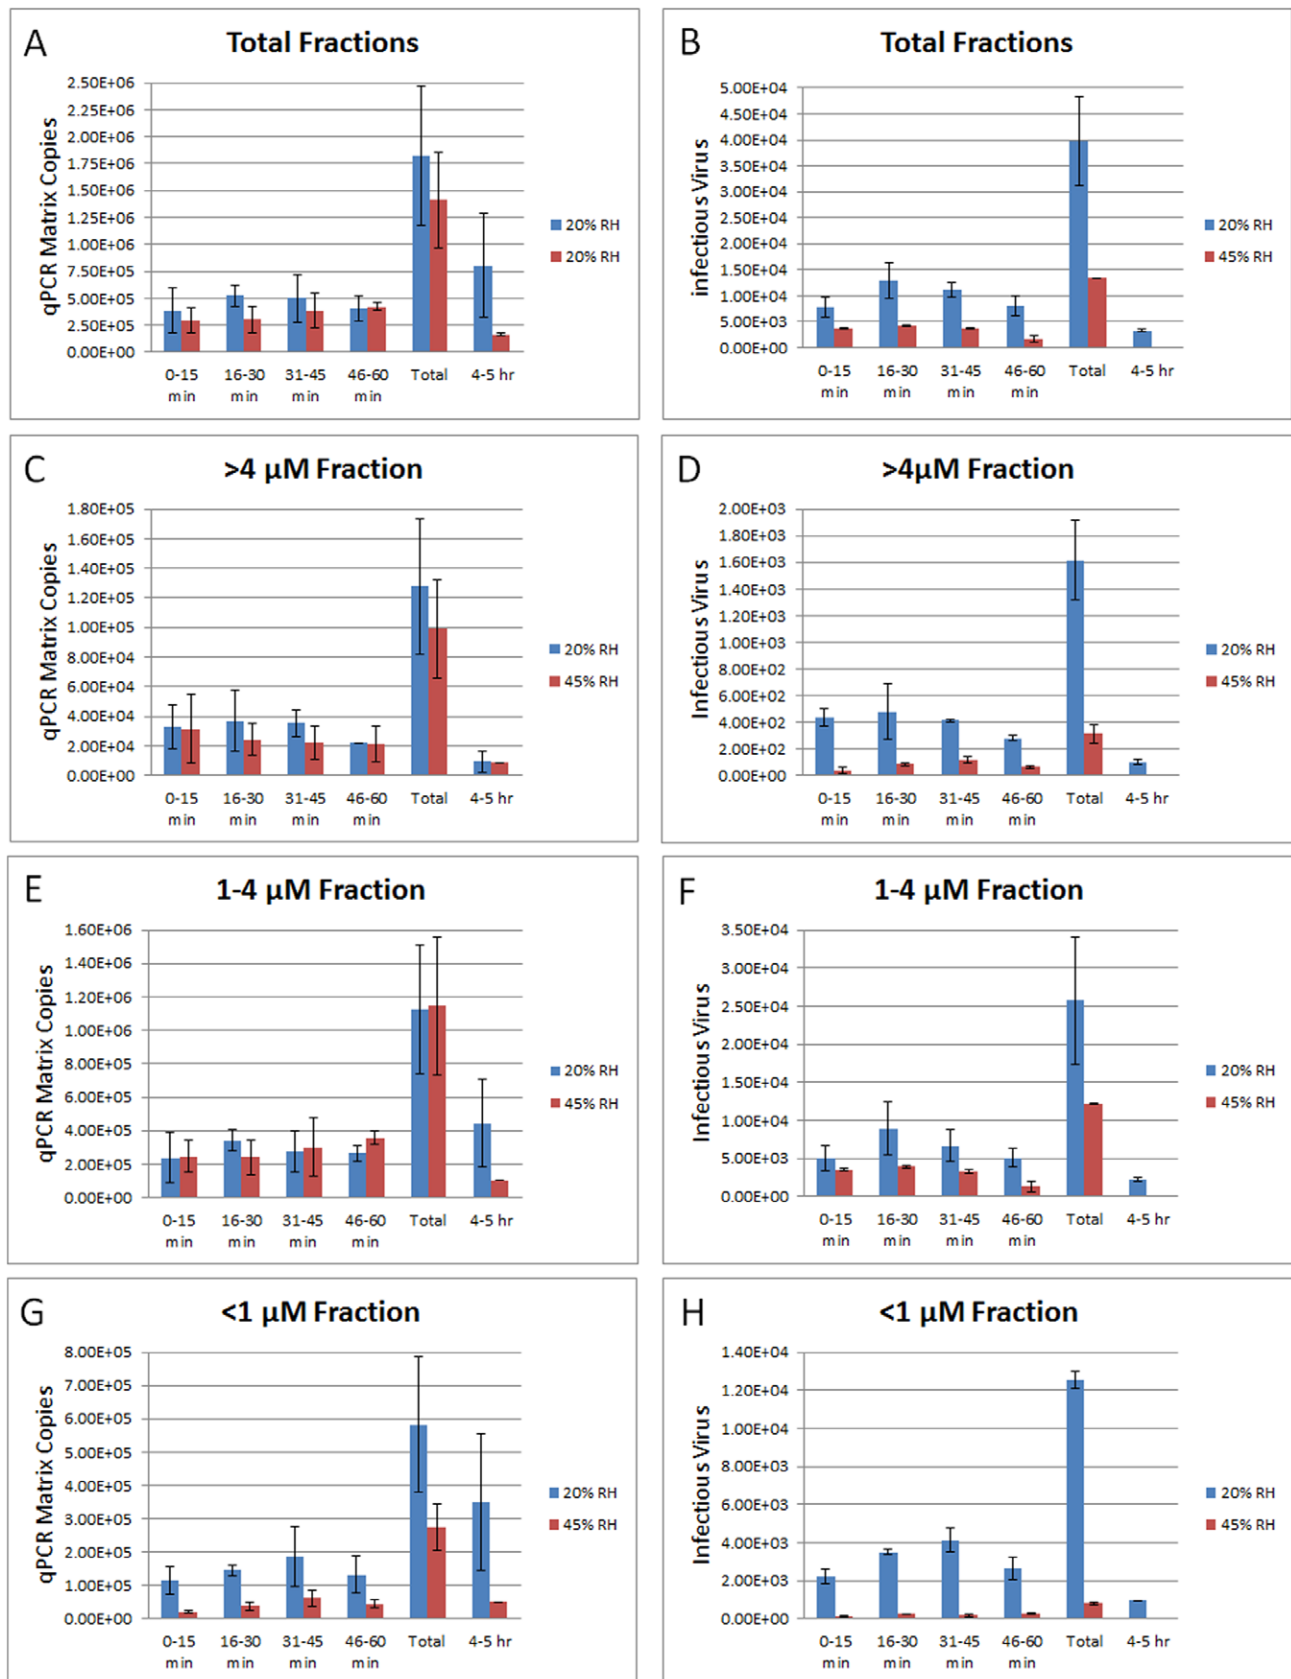 A
Total Fractions
qPCR Matrix Copies
2.50E+06
2.25E+06
2.00E+06
1.75E+06
1.50E+06
1.25E+06
1.00E+06
7.50E+05
5.00E+05
2.50E+05
0.00E+00
0-15 16-30 31-45 46-60 Total 4-5 hr
min min min min
20% RH
20% RH
B
Total Fractions
infectious Virus
5.00E+04
4.50E+04
4.00E+04
3.50E+04
3.00E+04
2.50E+04
2.00E+04
1.50E+04
1.00E+04
5.00E+03
0.00E+00
0-15 16-30 31-45 46-60 Total 4-5 hr
min min min min
20% RH
45% RH
C
>4 µM Fraction
qPCR Matrix Copies
1.80E+05
1.60E+05
1.40E+05
1.20E+05
1.00E+05
8.00E+04
6.00E+04
4.00E+04
2.00E+04
0.00E+00
0-15 16-30 31-45 46-60 Total 4-5 hr
min min min min
20% RH
45% RH
D
>4µM Fraction
Infectious Virus
2.00E+03
1.80E+03
1.60E+03
1.40E+03
1.20E+03
1.00E+03
8.00E+02
6.00E+02
4.00E+02
2.00E+02
0.00E+00
0-15 16-30 31-45 46-60 Total 4-5 hr
min min min min
20% RH
45% RH
E
1-4 µM Fraction
qPCR Matrix Copies
1.60E+06
1.40E+06
1.20E+06
1.00E+06
8.00E+05
6.00E+05
4.00E+05
2.00E+05
0.00E+00
0-15 16-30 31-45 46-60 Total 4-5 hr
min min min min
20% RH
45% RH
F
1-4 µM Fraction
Infectious Virus
3.50E+04
3.00E+04
2.50E+04
2.00E+04
1.50E+04
1.00E+04
5.00E+03
0.00E+00
0-15 16-30 31-45 46-60 Total 4-5 hr
min min min min
20% RH
45% RH
G
<1 µM Fraction
qPCR Matrix Copies
8.00E+05
7.00E+05
6.00E+05
5.00E+05
4.00E+05
3.00E+05
2.00E+05
1.00E+05
0.00E+00
0-15 16-30 31-45 46-60 Total 4-5 hr
min min min min
20% RH
45% RH
H
<1 µM Fraction
Infectious Virus
1.40E+04
1.20E+04
1.00E+04
8.00E+03
6.00E+03
4.00E+03
2.00E+03
0.00E+00
0-15 16-30 31-45 46-60 Total 4-5 hr
min min min min
20% RH
45% RH